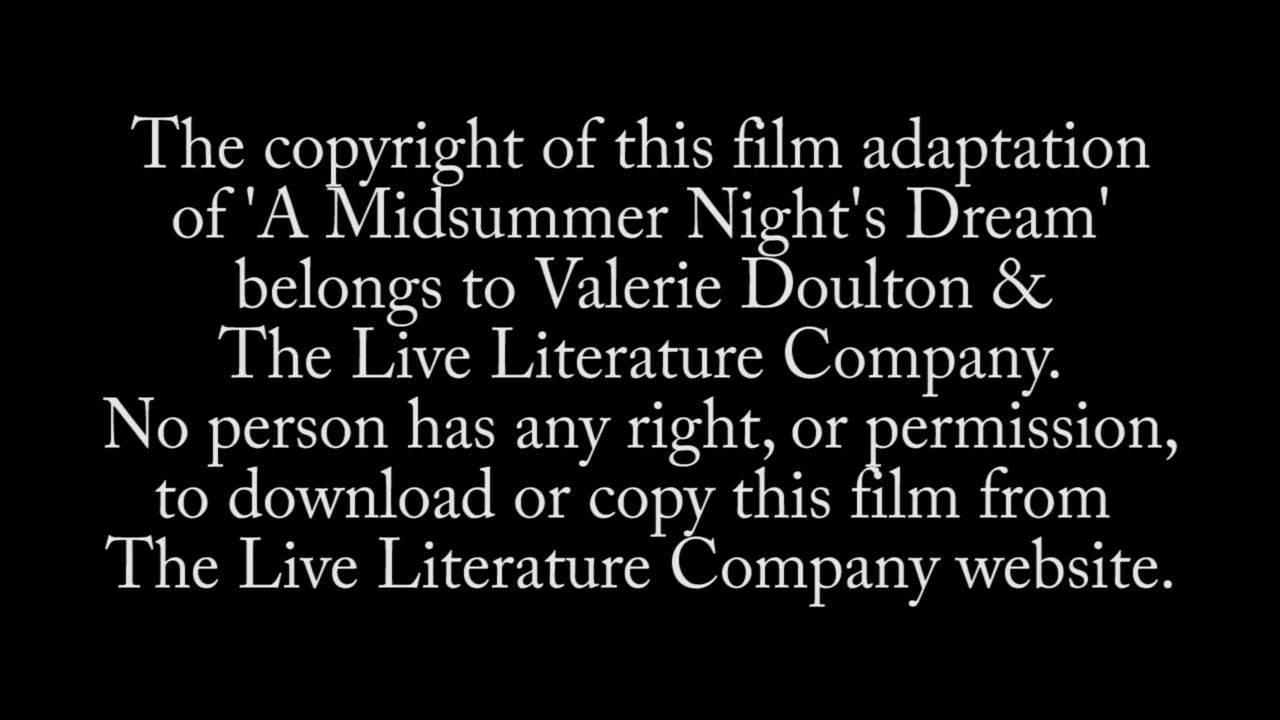 The copyright of this film adaptation
of 'A Midsummer Night's Dream'
belongs to Valerie Doulton &
The Live Literature Company.
No person has any right, or permission,
to download or copy this film from
The Live Literature Company website.